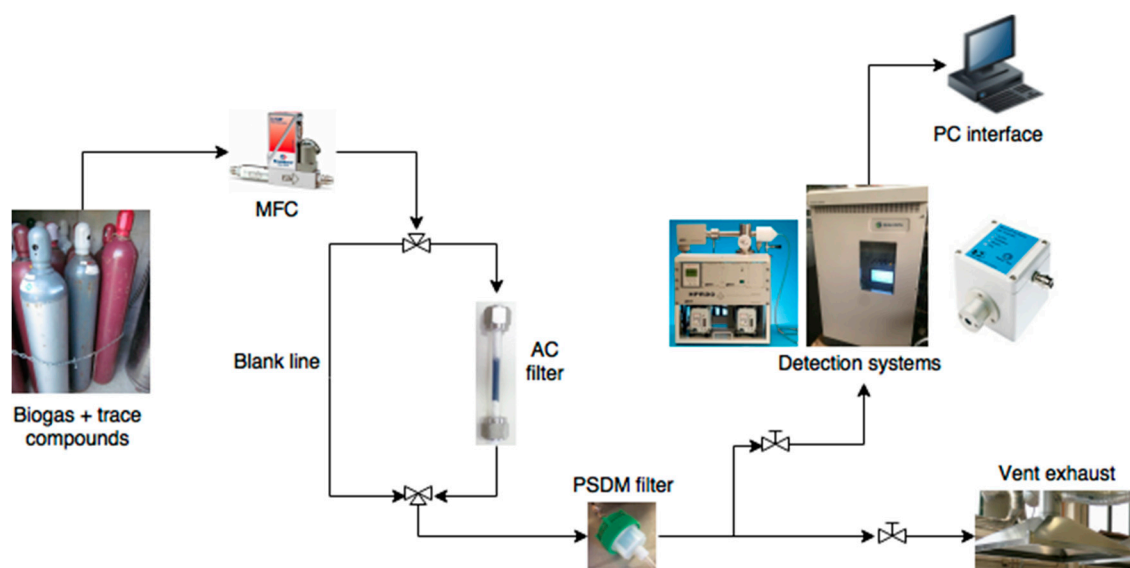 PC interface
MFC
Blank line
AC
filter
Detection systems
Biogas + trace
compounds
PSDM filter
Vent exhaust